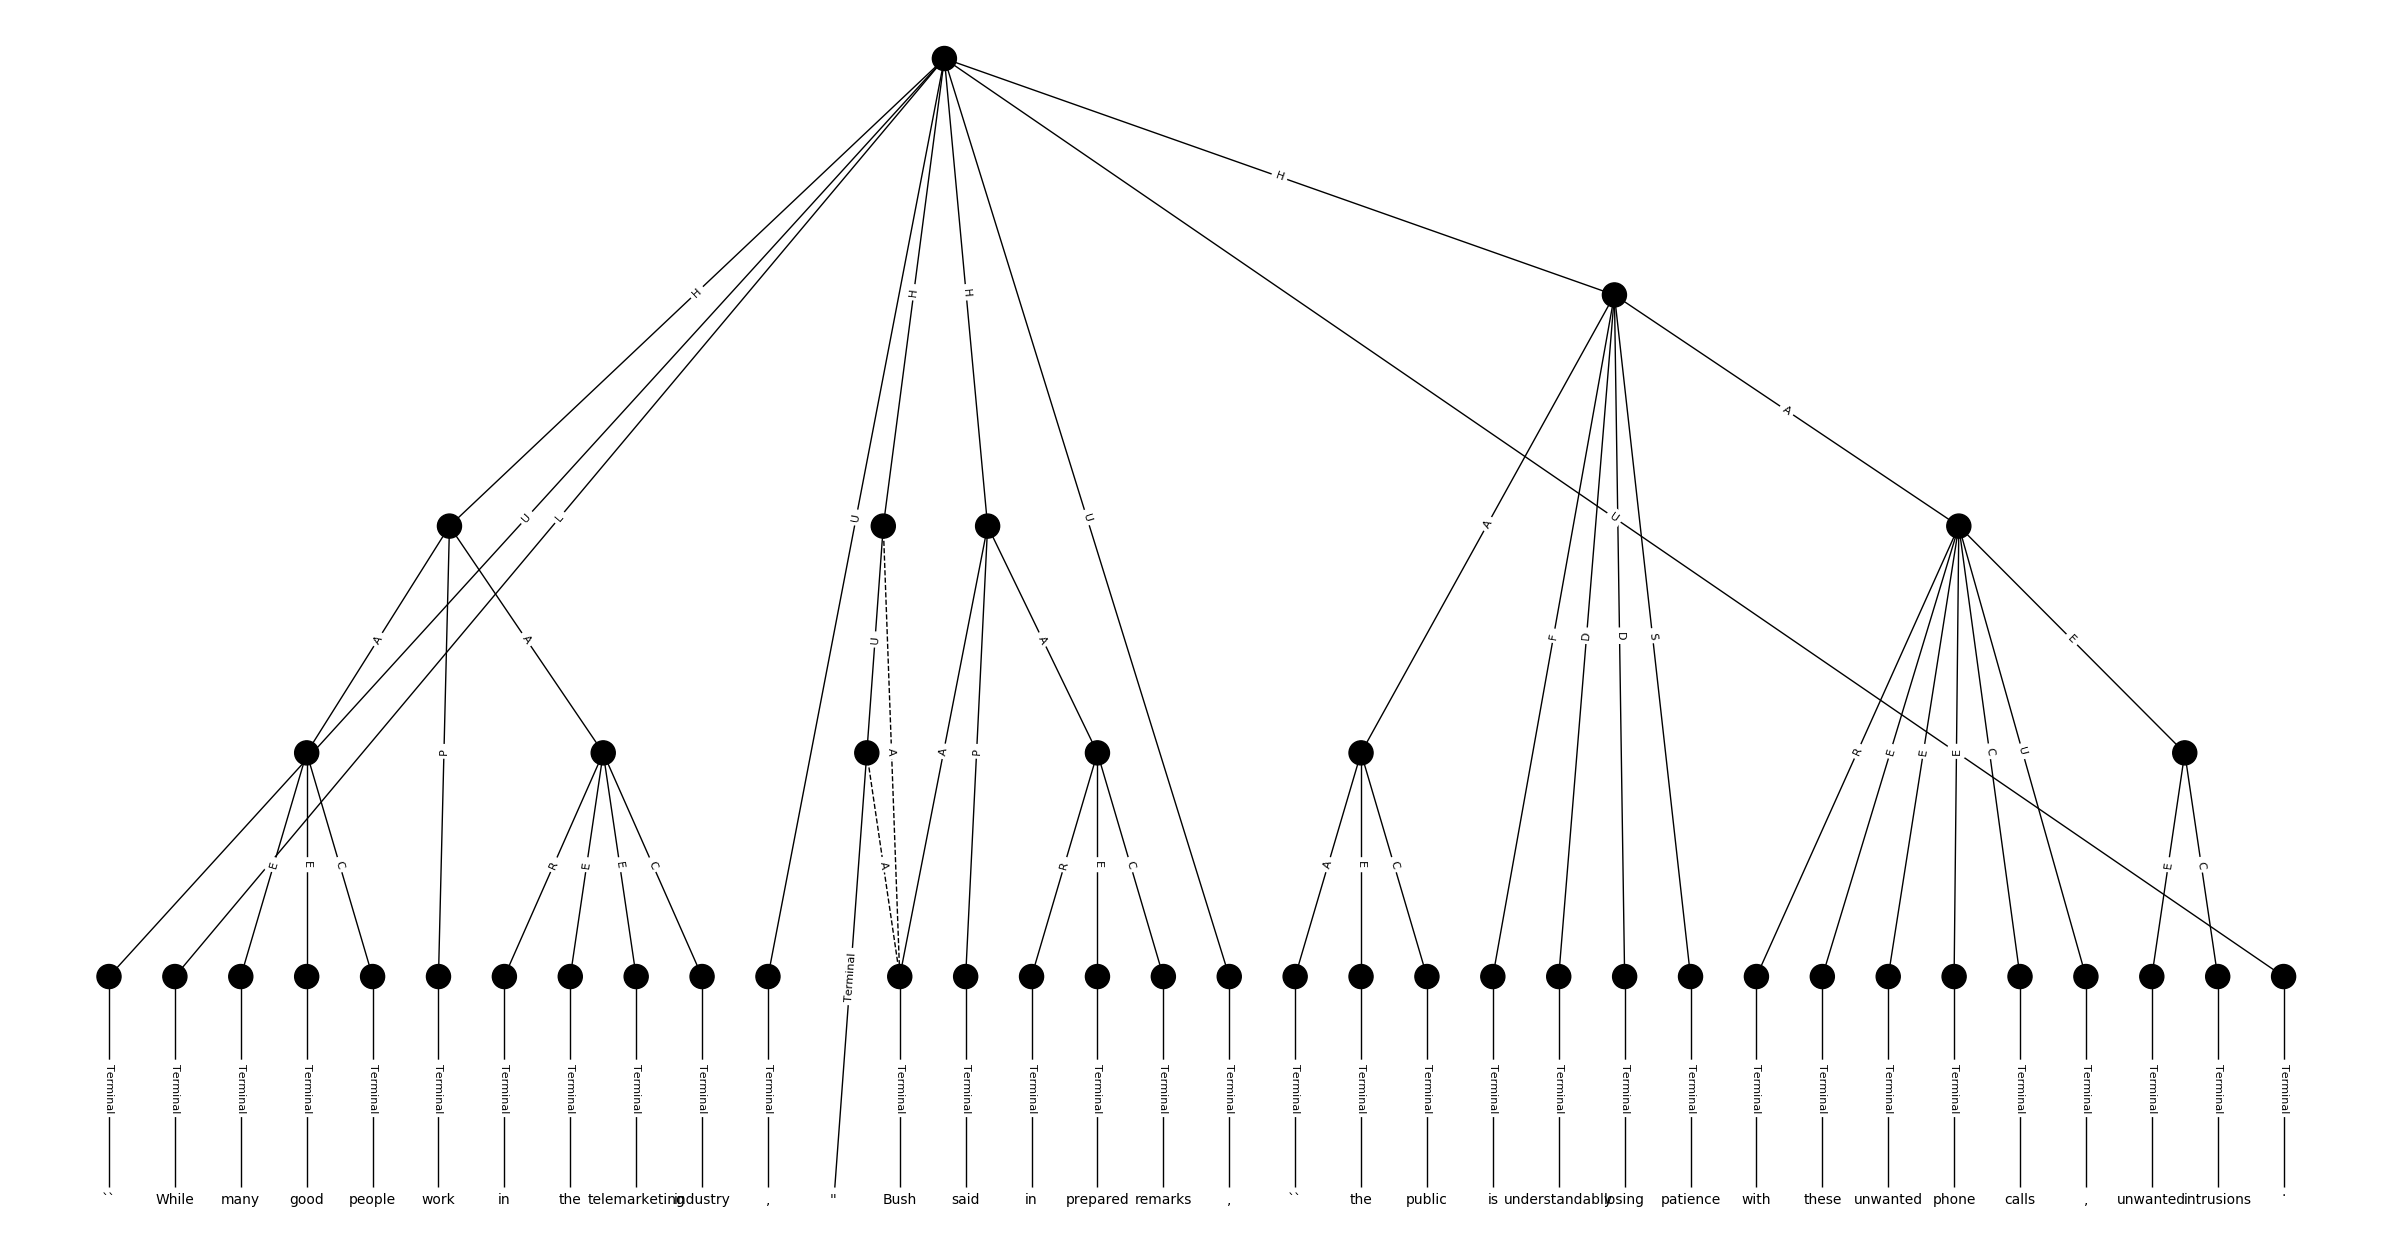 H
H
H
H
A
U
L
U
U
U
A
F
D
D
S
A
P
A
U
A
A
P
A
R
E
E
E
C
U
E
E
E
C
R
E
E
C
A
R
E
C
A
E
C
E
C
Terminal
Terminal Terminal Terminal Terminal Terminal Terminal Terminal Terminal Terminal Terminal Terminal Terminal Terminal Terminal Terminal Terminal Terminal Terminal Terminal Terminal Terminal Terminal Terminal Terminal Terminal Terminal Terminal Terminal Terminal Terminal Terminal Terminal Terminal
`` While many good people work in the telemarketing industry , " Bush said in prepared remarks , `` the public is understandably losing patience with these unwanted phone calls , unwanted intrusions .